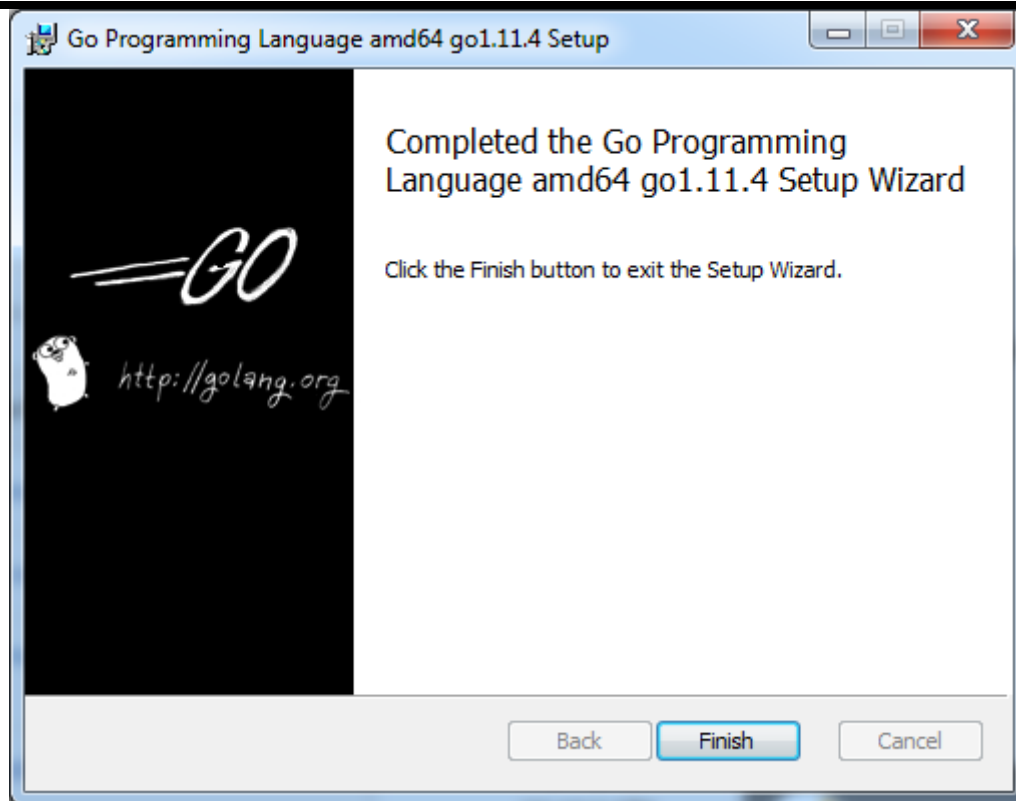 Go Programming Language amd64 go1.11.4 Setup
Completed the Go Programming
Language amd64 go1.11.4 Setup Wizard
Click the Finish button to exit the Setup Wizard.
GO
http://golang.org
Back
Finish
Cancel